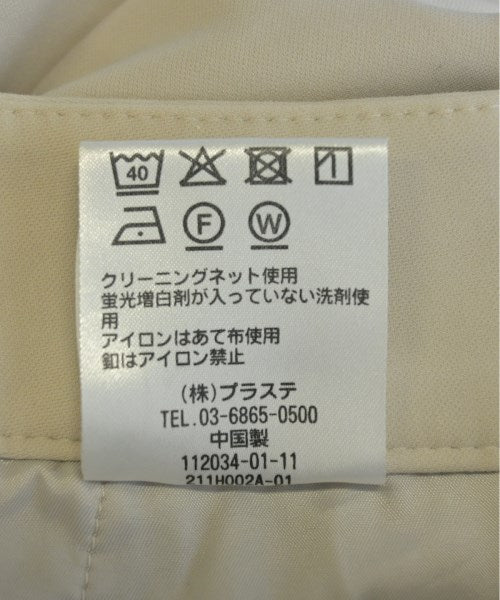 40
F W
クリーニングネット使用
蛍光増白剤が入っていない洗剤使
用
アイロンはあて布使用
釦はアイロン禁止
(株)プラステ
TEL.03-6865-0500
中国製
112034-01-11
211H002A-01